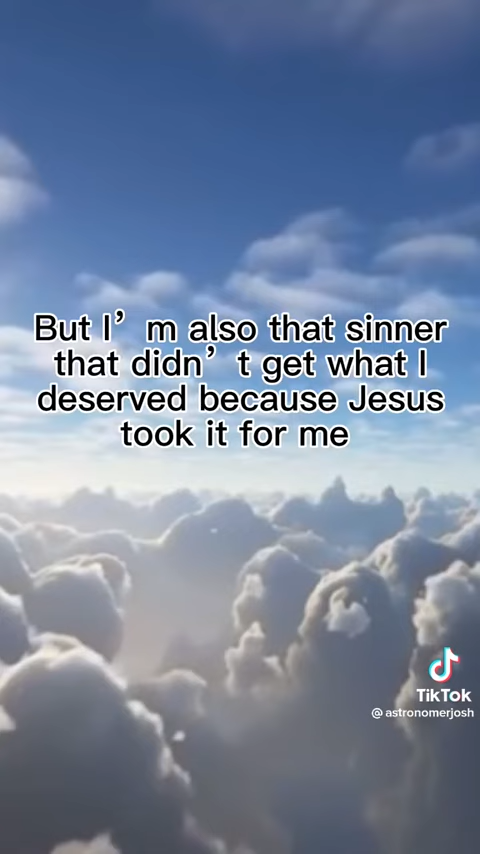 But I’m also that sinner
that didn’t get what I
deserved because Jesus
took it for me
TikTok
@astronomerjosh